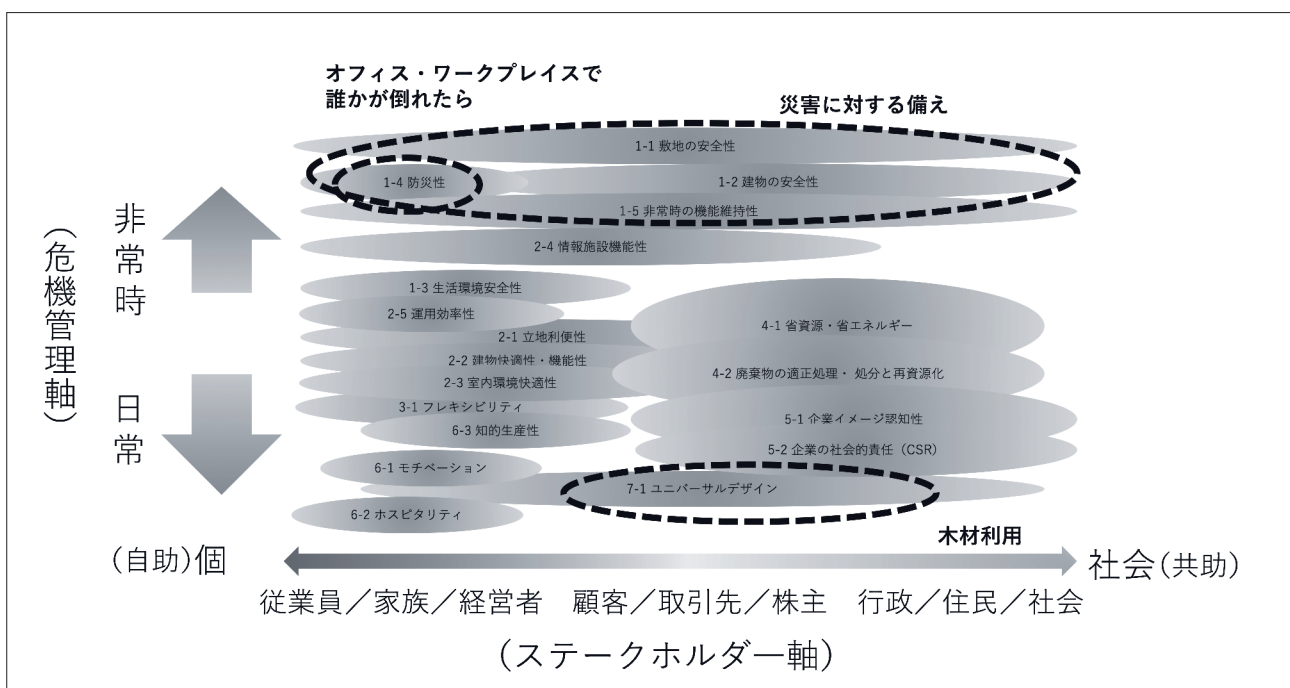 オフィス・ワークプレイスで
誰かが倒れたら
災害に対する備え
1-1 敷地の安全性
1-4 防災性
1-2 建物の安全性
1-5 非常時の機能維持性
2-4 情報施設機能性
1-3 生活環境安全性
2-5 運用効率性
4-1 省資源・省エネルギー
2-1 立地利便性
2-2 建物快適性・機能性
2-3 室内環境快適性
4-2 廃棄物の適正処理・ 処分と再資源化
3-1 フレキシビリティ
5-1 企業イメージ認知性
6-3 知的生産性
5-2 企業の社会的責任（CSR）
6-1 モチベーション
7-1 ユニバーサルデザイン
6-2 ホスピタリティ
木材利用
（危機管理軸）
非常時
日常
（自助）個
社会（共助）
従業員／家族／経営者
顧客／取引先／株主
行政／住民／社会
（ステークホルダー軸）